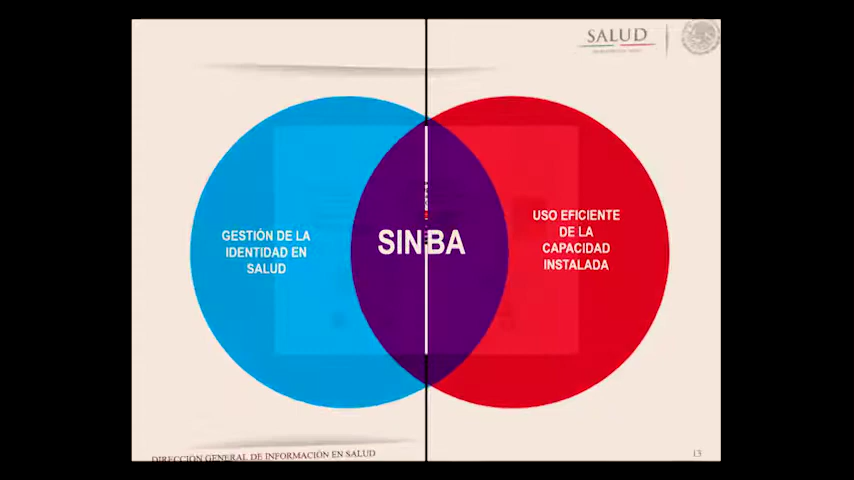 SALUD
GESTIÓN DE LA
IDENTIDAD EN
SALUD
SINBA
USO EFICIENTE
DE LA
CAPACIDAD
INSTALADA
DIRECCIÓN GENERAL DE INFORMACIÓN EN SALUD
13